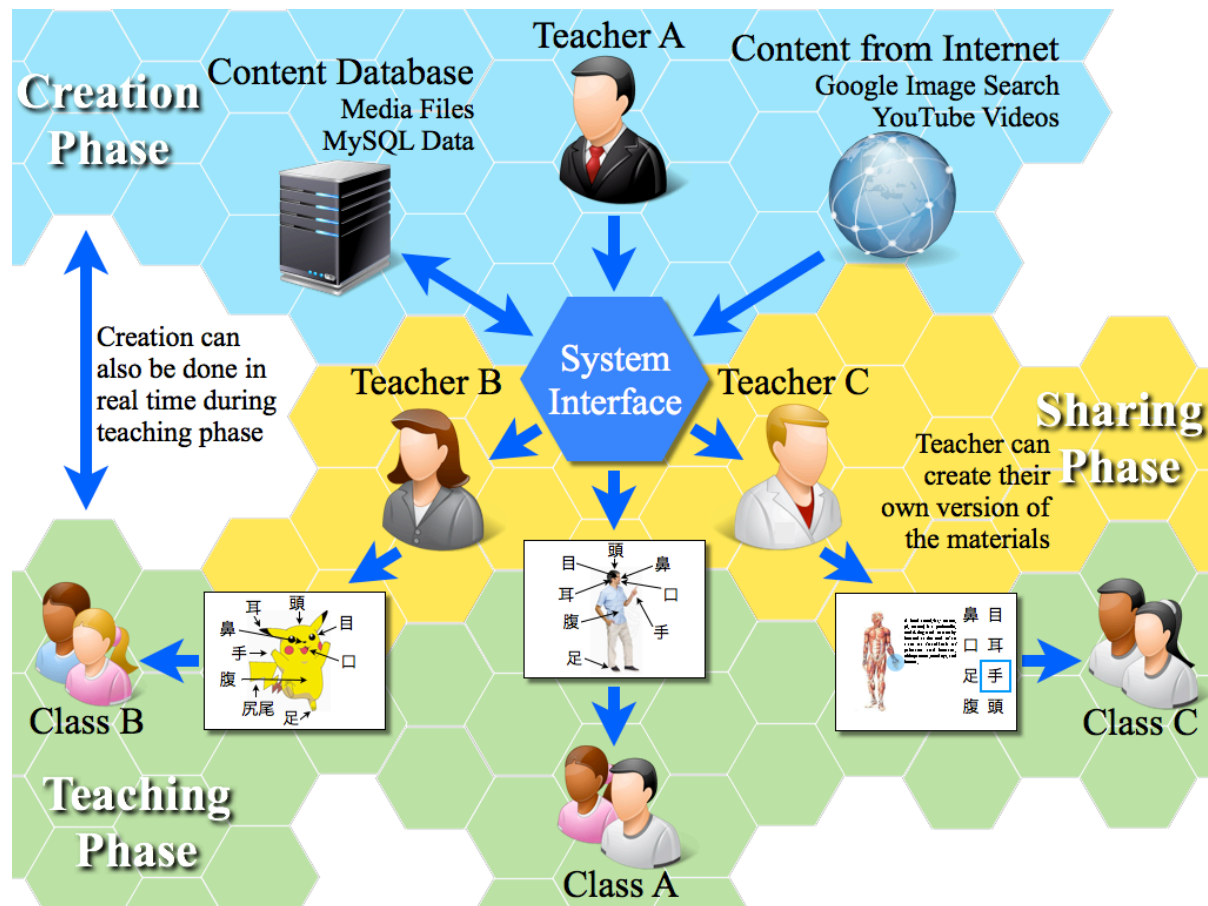 Teacher A
Content Database
Media Files
MySQL Data
Content from Internet
Google Image Search
YouTube Videos
Creation
Phase
Creation can
also be done in
real time during
teaching phase
System
Interface
Teacher B
Teacher C
Sharing
Phase
Teacher can
create their
own version of
the materials
耳
頭
目
鼻
手
口
腹
尻尾
足
頭
目
鼻
耳
口
腹
手
足
鼻 目
口 耳
足 手
腹 頭
Class B
Class A
Class C
Teaching
Phase